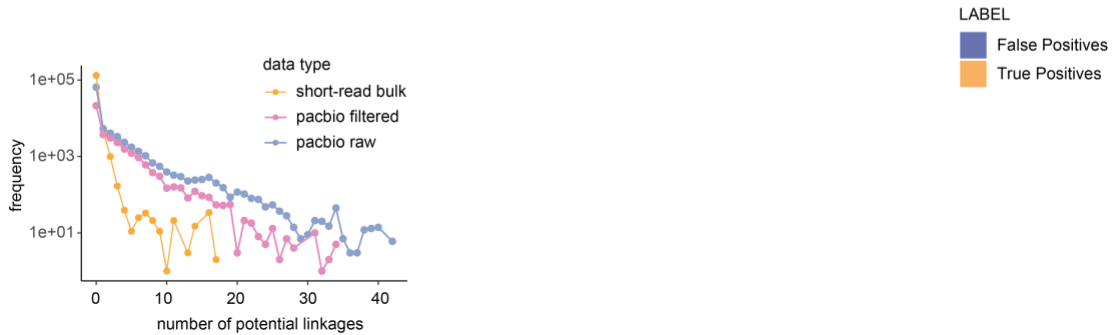 LABEL
False Positives
True Positives
data type
short-read bulk
pacbio filtered
pacbio raw
1e+05
1e+03
1e+01
frequency
0 10 20 30 40
number of potential linkages